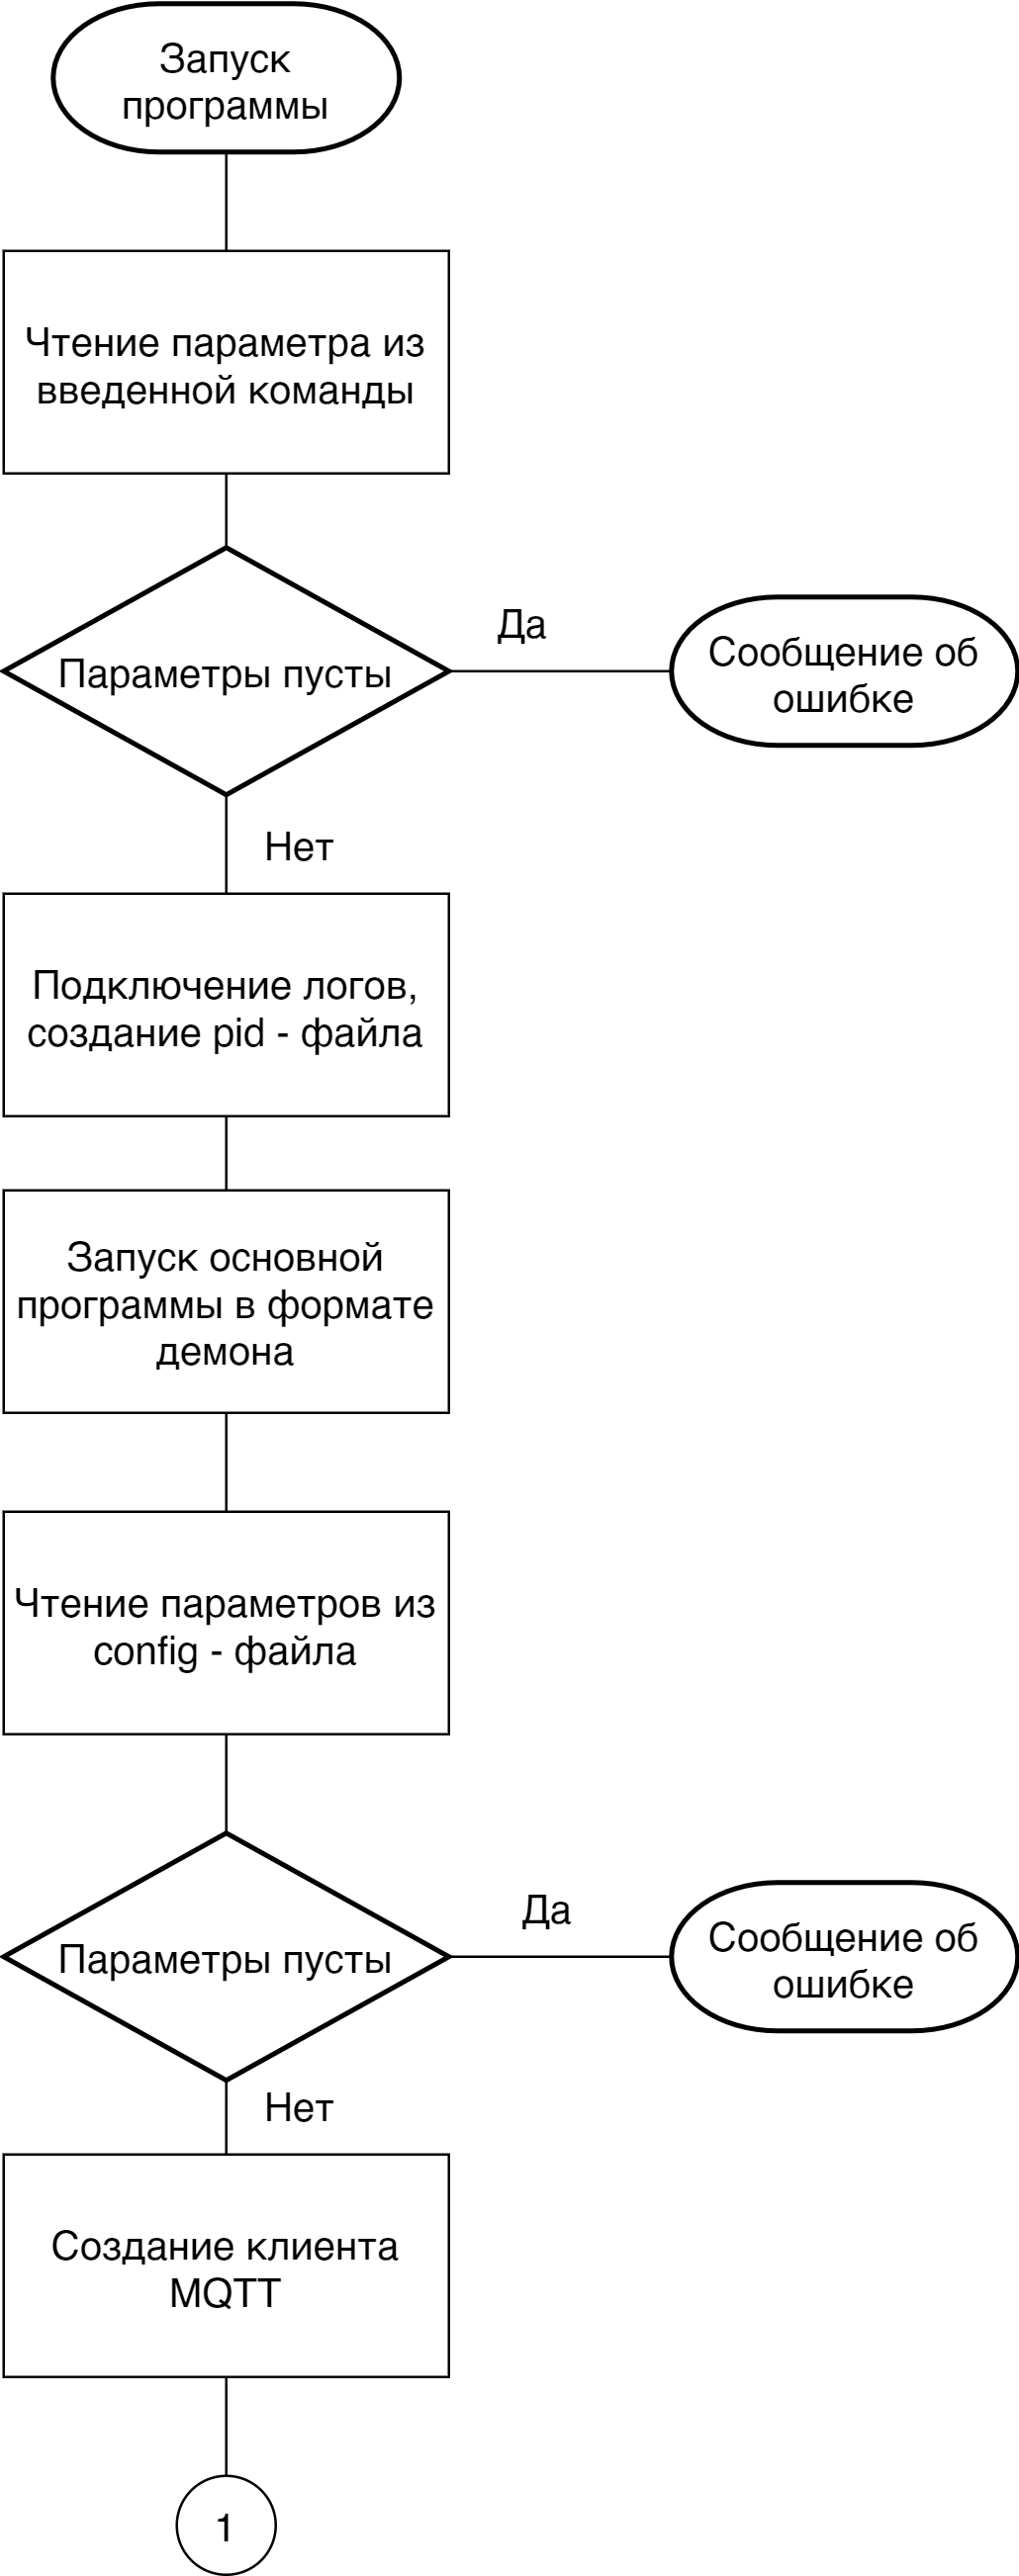 Запуск
программы
Чтение параметра из
введенной команды
Параметры пусты
Да
Сообщение об
ошибке
Нет
Подключение логов,
создание pid - файла
Запуск основной
программы в формате
демона
Чтение параметров из
config - файла
Параметры пусты
Да
Сообщение об
ошибке
Нет
Создание клиента
MQTT
1